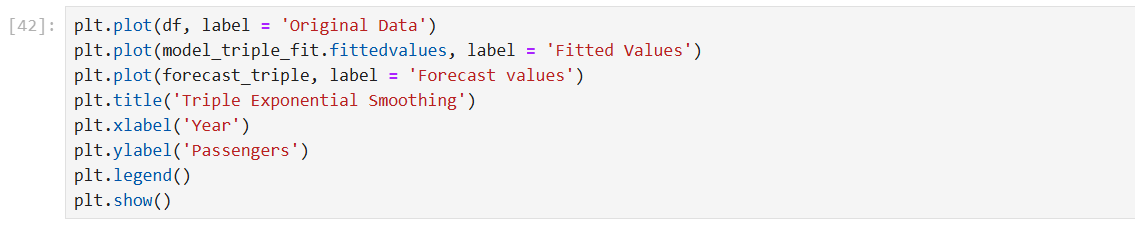 [42]: plt.plot(df, label = 'Original Data')
plt.plot(model_triple_fit.fittedvalues, label = 'Fitted Values')
plt.plot(forecast_triple, label = 'Forecast values')
plt.title('Triple Exponential Smoothing')
plt.xlabel('Year')
plt.ylabel('Passengers')
plt.legend()
plt.show()